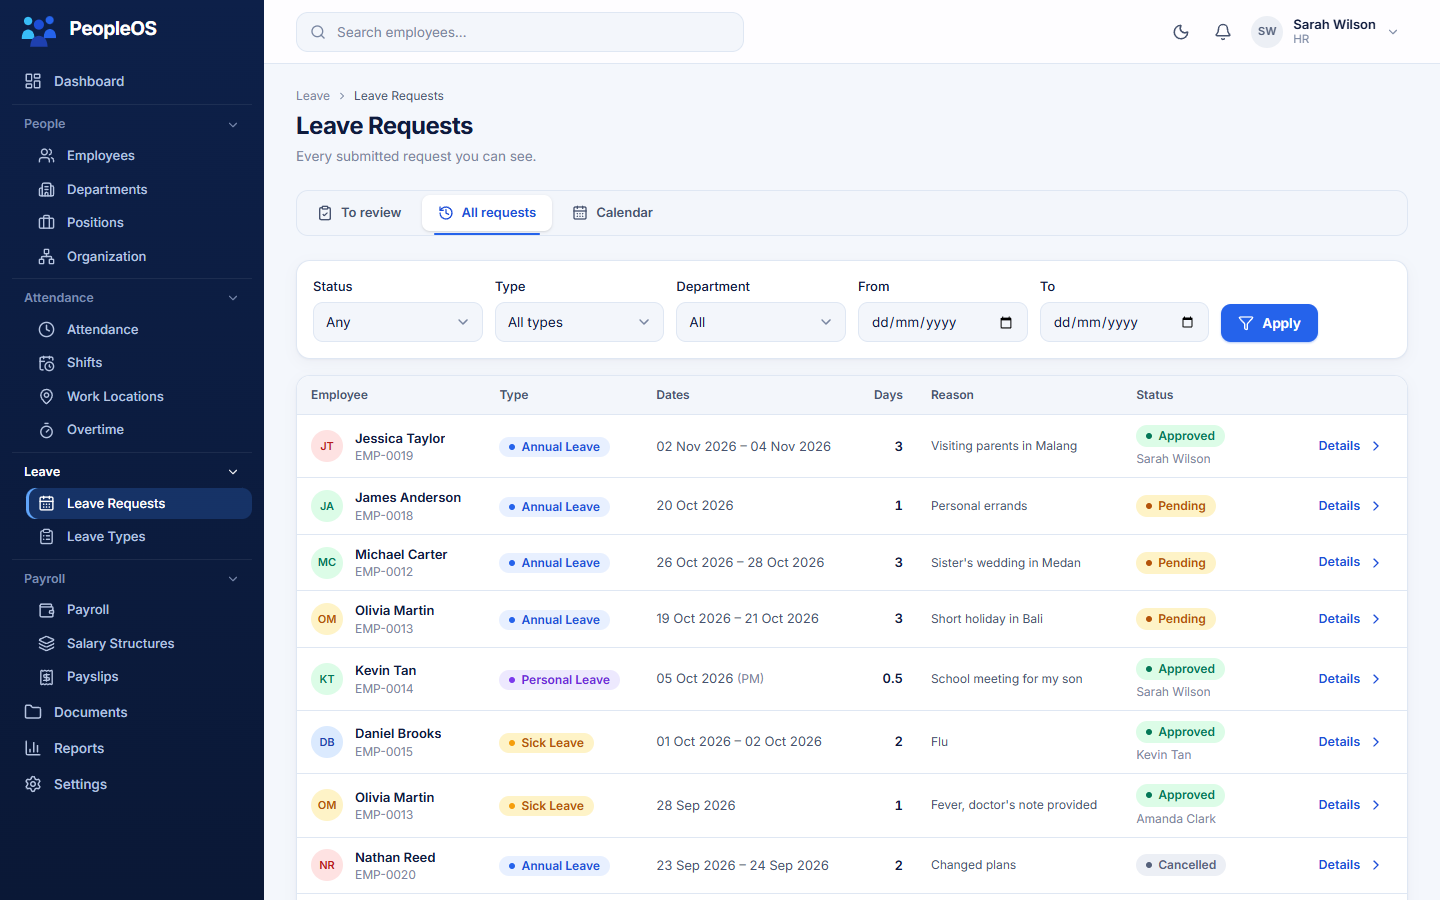 PeopleOS
Search employees...
SW
Sarah Wilson
HR
Dashboard
People
Employees
Departments
Positions
Organization
Attendance
Attendance
Shifts
Work Locations
Overtime
Leave
Leave Requests
Leave Types
Payroll
Payroll
Salary Structures
Payslips
Documents
Reports
Settings
Leave > Leave Requests
Leave Requests
Every submitted request you can see.
To review
All requests
Calendar
Status Type Department From To
Any All types All dd/mm/yyyy dd/mm/yyyy Apply
Employee Type Dates Days Reason Status
JT Jessica Taylor EMP-0019 Annual Leave 02 Nov 2026 – 04 Nov 2026 3 Visiting parents in Malang Approved Sarah Wilson Details
JA James Anderson EMP-0018 Annual Leave 20 Oct 2026 1 Personal errands Pending Details
MC Michael Carter EMP-0012 Annual Leave 26 Oct 2026 – 28 Oct 2026 3 Sister's wedding in Medan Pending Details
OM Olivia Martin EMP-0013 Annual Leave 19 Oct 2026 – 21 Oct 2026 3 Short holiday in Bali Pending Details
KT Kevin Tan EMP-0014 Personal Leave 05 Oct 2026 (PM) 0.5 School meeting for my son Approved Sarah Wilson Details
DB Daniel Brooks EMP-0015 Sick Leave 01 Oct 2026 – 02 Oct 2026 2 Flu Approved Kevin Tan Details
OM Olivia Martin EMP-0013 Sick Leave 28 Sep 2026 1 Fever, doctor's note provided Approved Amanda Clark Details
NR Nathan Reed EMP-0020 Annual Leave 23 Sep 2026 – 24 Sep 2026 2 Changed plans Cancelled Details